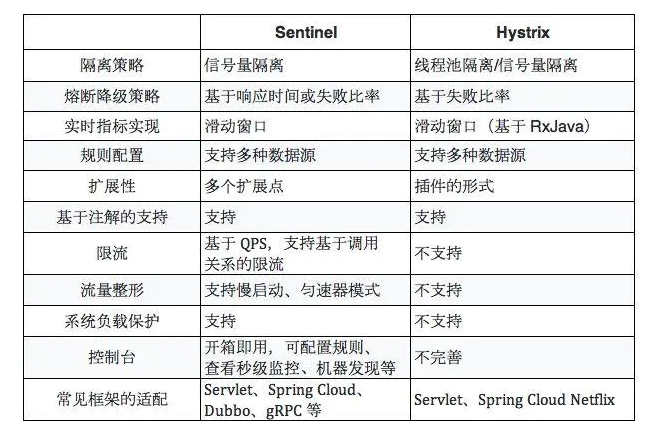 Sentinel Hystrix
隔离策略 信号量隔离 线程池隔离/信号量隔离
熔断降级策略 基于响应时间或失败比率 基于失败比率
实时指标实现 滑动窗口 滑动窗口（基于 RxJava）
规则配置 支持多种数据源 支持多种数据源
扩展性 多个扩展点 插件的形式
基于注解的支持 支持 支持
限流 基于 QPS，支持基于调用
关系的限流 不支持
流量整形 支持慢启动、匀速器模式 不支持
系统负载保护 支持 不支持
控制台 开箱即用，可配置规则、
查看秒级监控、机器发现等 不完善
常见框架的适配 Servlet、Spring Cloud、
Dubbo、gRPC 等 Servlet、Spring Cloud Netflix